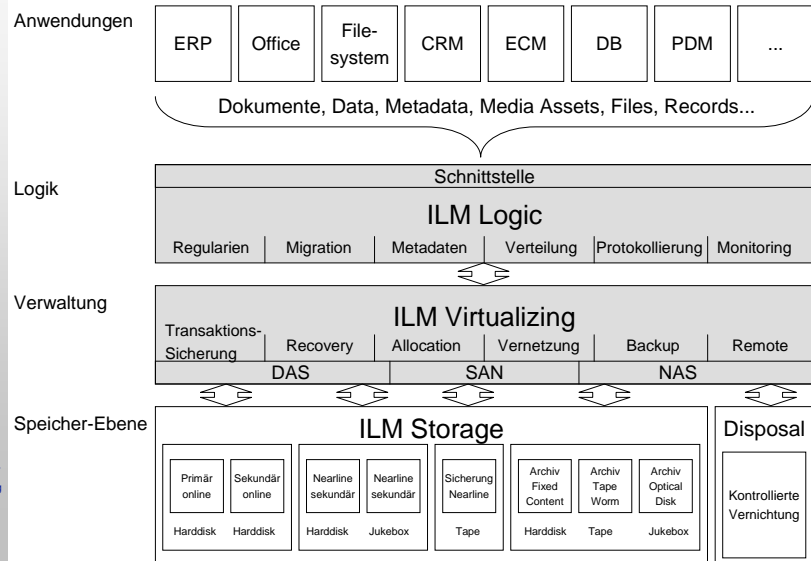 Anwendungen
ERP
Office
File-
system
CRM
ECM
DB
PDM
...
Dokumente, Data, Metadata, Media Assets, Files, Records...
Logik
Schnittstelle
ILM Logic
Regularien Migration Metadaten Verteilung Protokollierung Monitoring
Verwaltung
ILM Virtualizing
Transaktions-
Sicherung Recovery Allocation Vernetzung Backup Remote
DAS SAN NAS
Speicher-Ebene
ILM Storage
Primär
online
Sekundär
online
Harddisk Harddisk
Nearline
sekundär
Nearline
sekundär
Harddisk Jukebox
Sicherung
Nearline
Tape
Archiv
Fixed
Content
Archiv
Tape
Worm
Archiv
Optical
Disk
Harddisk Tape Jukebox
Disposal
Kontrollierte
Vernichtung